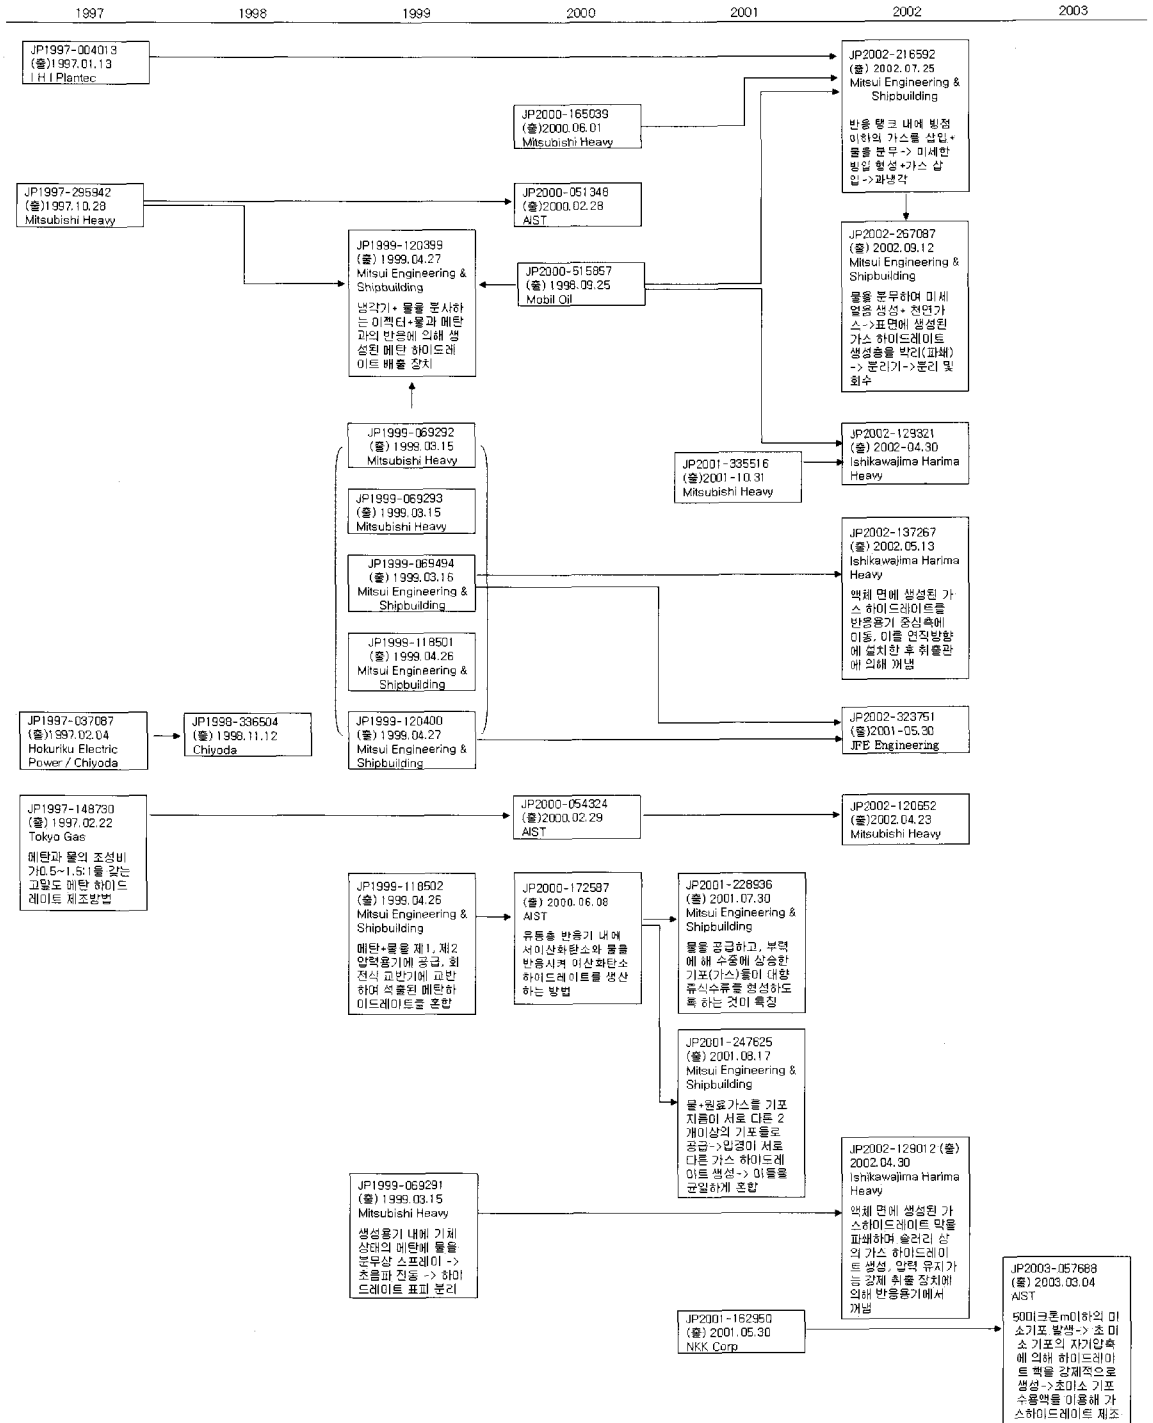 1997 1998 1999 2000 2001 2002 2003
JP1997-004013
(출)1997.01.13
I H I Plantec
JP2002-216592
(출) 2002.07.25
Mitsui Engineering &
Shipbuilding
반응 탱크 내에 빙점
이하의 가스를 삽입+
물을 분무-> 미세한
빙입 형성+가스 삽
입->과냉각
JP2000-165039
(출)2000.06.01
Mitsubishi Heavy
JP1997-295942
(출)1997.10.28
Mitsubishi Heavy
JP2000-051348
(출)2000.02.28
AIST
JP1999-120399
(출) 1999.04.27
Mitsui Engineering &
Shipbuilding
냉각기+ 물을 분사하
는 이젝터+물과 메탄
과의 반응에 의해 생
성된 메탄 하이드레
이트 배출 장치
JP2000-515857
(출) 1998.09.25
Mobil Oil
JP2002-267087
(출) 2002.09.12
Mitsui Engineering &
Shipbuilding
물을 분무하여 미세
얼음 생성+ 천연가
스->표면에 생성된
가스 하이드레이트
생성층을 박리(파쇄)
-> 분리기->분리 및
회수
JP1999-069292
(출) 1999.03.15
Mitsubishi Heavy
JP2002-129321
(출) 2002-04.30
Ishikawajima Harima
Heavy
JP2001-335516
(출)2001-10.31
Mitsubishi Heavy
JP1999-069293
(출) 1999.03.15
Mitsubishi Heavy
JP2002-137267
(출) 2002.05.13
Ishikawajima Harima
Heavy
액체 면에 생성된 가
스 하이드레이트를
반응용기 중심측에
이동, 이를 연직방향
에 설치한 후 취출관
에 의해 꺼냄
JP1999-069494
(출) 1999.03.16
Mitsui Engineering &
Shipbuilding
JP1999-118501
(출) 1999.04.26
Mitsui Engineering &
Shipbuilding
JP1997-037087
(출)1997.02.04
Hokuriku Electric
Power / Chiyoda
JP1998-336504
(출) 1998.11.12
Chiyoda
JP1999-120400
(출) 1999.04.27
Mitsui Engineering &
Shipbuilding
JP2002-323751
(출)2001-05.30
JFE Engineering
JP1997-148730
(출) 1997.02.22
Tokyo Gas
메탄과 물의 조성비
가0.5~1.5:1을 갖는
고밀도 메탄 하이드
레이트 제조방법
JP2000-054324
(출)2000.02.29
AIST
JP2002-120652
(출)2002.04.23
Mitsubishi Heavy
JP1999-118502
(출) 1999.04.26
Mitsui Engineering &
Shipbuilding
메탄+물을 제1, 제2
압력용기에 공급, 회
전식 교반기에 교반
하여 석출된 메탄하
이드레이트를 혼합
JP2000-172587
(출) 2000.06.08
AIST
유동층 반응기 내에
서이산화탄소와 물을
반응시켜 이산화탄소
하이드레이트를 생산
하는 방법
JP2001-228936
(출) 2001.07.30
Mitsui Engineering &
Shipbuilding
물을 공급하고, 부력
에 해 수중에 상승한
기포(가스)들이 대향
류식수류를 형성하도
록 하는 것이 특징
JP2001-247625
(출) 2001.08.17
Mitsui Engineering &
Shipbuilding
물+원료가스를 기포
지름이 서로 다른 2
개이상의 기포들로
공급->입경이 서로
다른 가스 하이드레
이트 생성-> 이들을
균일하게 혼합
JP1999-069291
(출) 1999.03.15
Mitsubishi Heavy
생성용기 내에 기체
상태의 메탄에 물을
분무상 스프레이 ->
초음파 진동 -> 하이
드레이트 표피 분리
JP2002-129012 (출)
2002.04.30
Ishikawajima Harima
Heavy
액체 면에 생성된 가
스하이드레이트 막을
파쇄하며 슬러리 상
의 가스 하이드레이
트 생성, 압력 유지가
능 강제 취출 장치에
의해 반응용기에서
꺼냄
JP2001-162950
(출) 2001.05.30
NKK Corp
JP2003-057688
(출) 2003.03.04
AIST
500미크론m이하의 미
소기포 발생-> 초 미
소 기포의 자기압축
에 의해 하이드레이
트 핵을 강제적으로
생성->초미소 기포
수용액을 이용해 가
스하이드레이트 제조